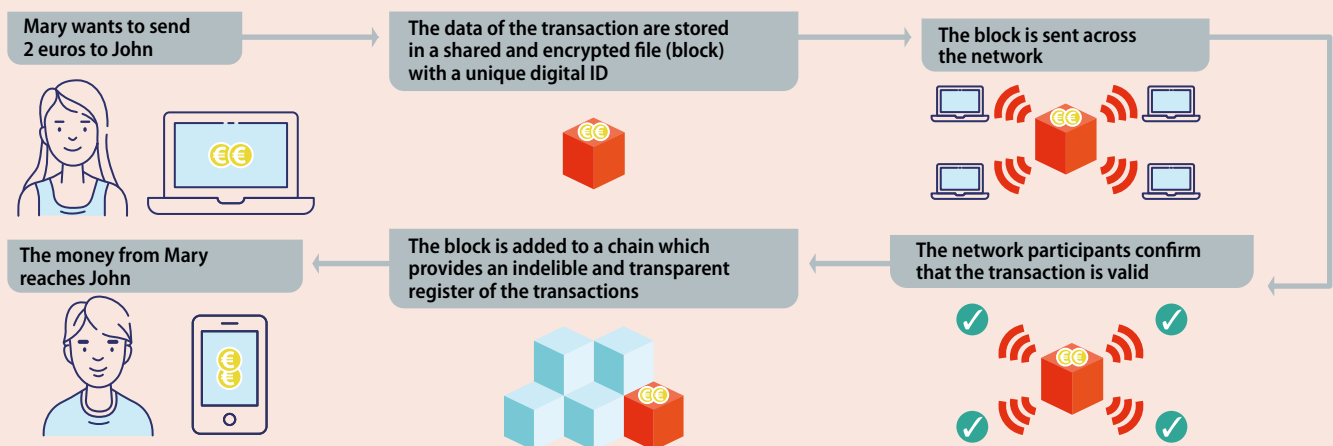 Mary wants to send
2 euros to John
The data of the transaction are stored
in a shared and encrypted file (block)
with a unique digital ID
The block is sent across
the network
€€
€€
€€
The network participants confirm
that the transaction is valid
The block is added to a chain which
provides an indelible and transparent
register of the transactions
The money from Mary
reaches John
€€
€€
€
€